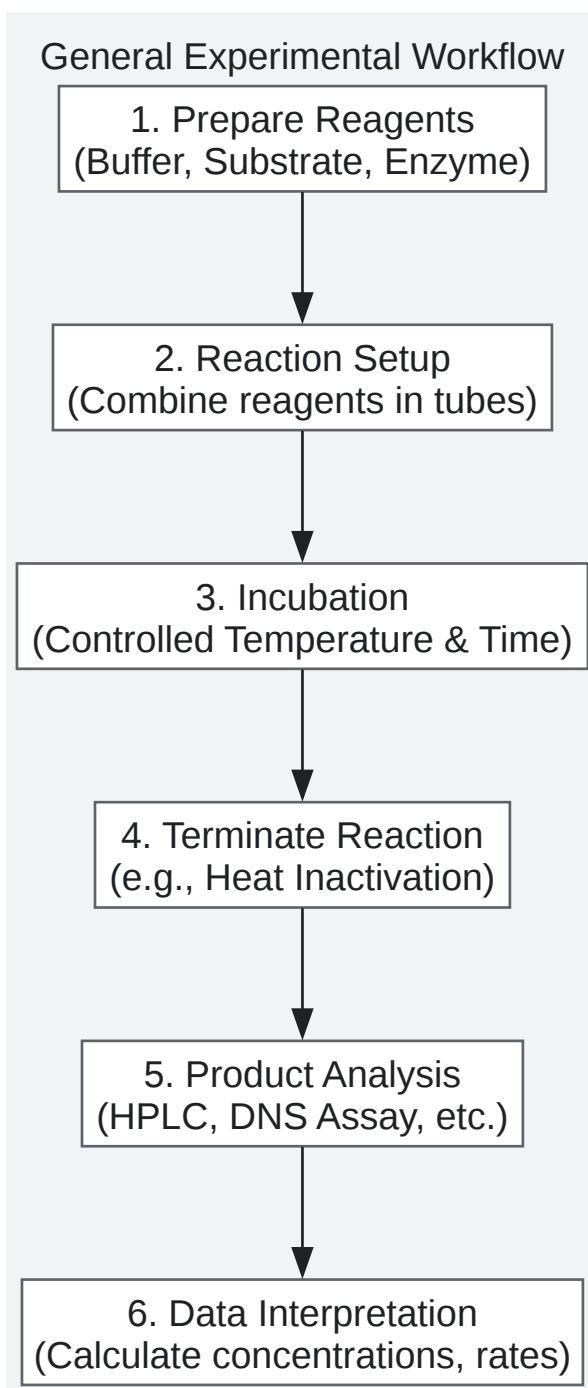 General Experimental Workflow
1. Prepare Reagents
(Buffer, Substrate, Enzyme)
2. Reaction Setup
(Combine reagents in tubes)
3. Incubation
(Controlled Temperature & Time)
4. Terminate Reaction
(e.g., Heat Inactivation)
5. Product Analysis
(HPLC, DNS Assay, etc.)
6. Data Interpretation
(Calculate concentrations, rates)